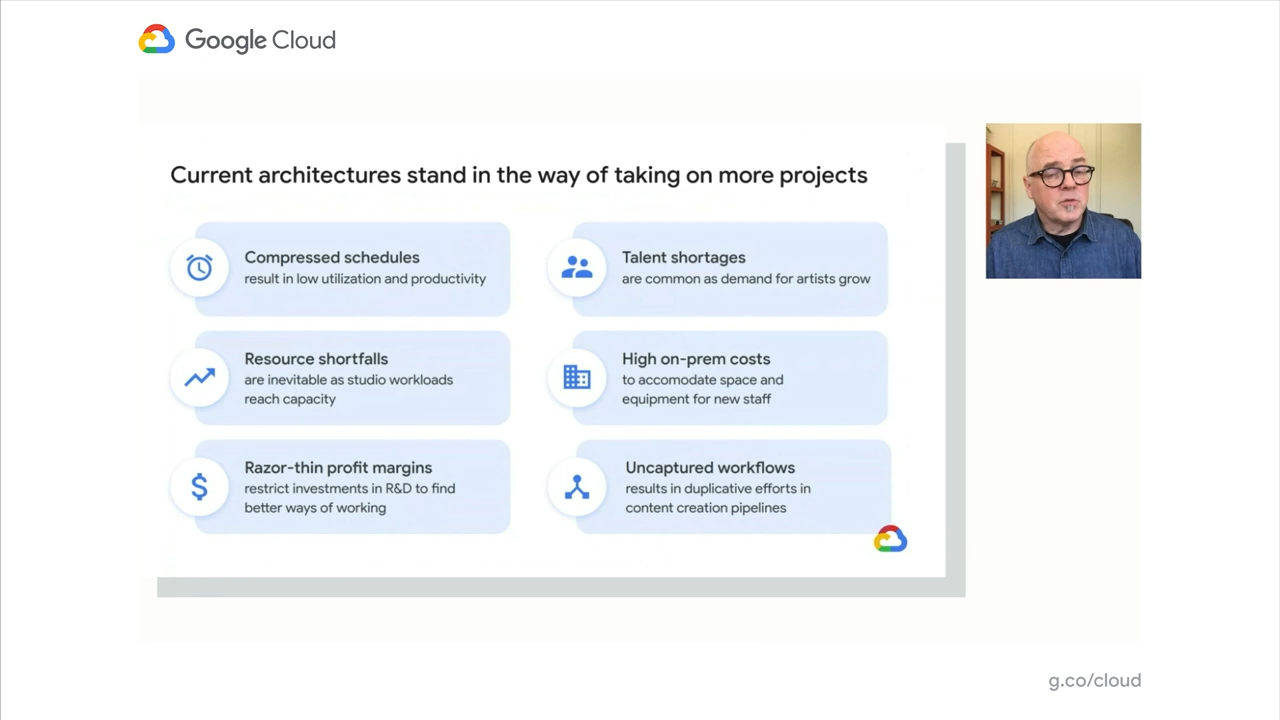 Google Cloud
Current architectures stand in the way of taking on more projects
Compressed schedules
result in low utilization and productivity
Talent shortages
are common as demand for artists grow
Resource shortfalls
are inevitable as studio workloads
reach capacity
High on-prem costs
to accomodate space and
equipment for new staff
Razor-thin profit margins
restrict investments in R&D to find
better ways of working
Uncaptured workflows
results in duplicative efforts in
content creation pipelines
g.co/cloud